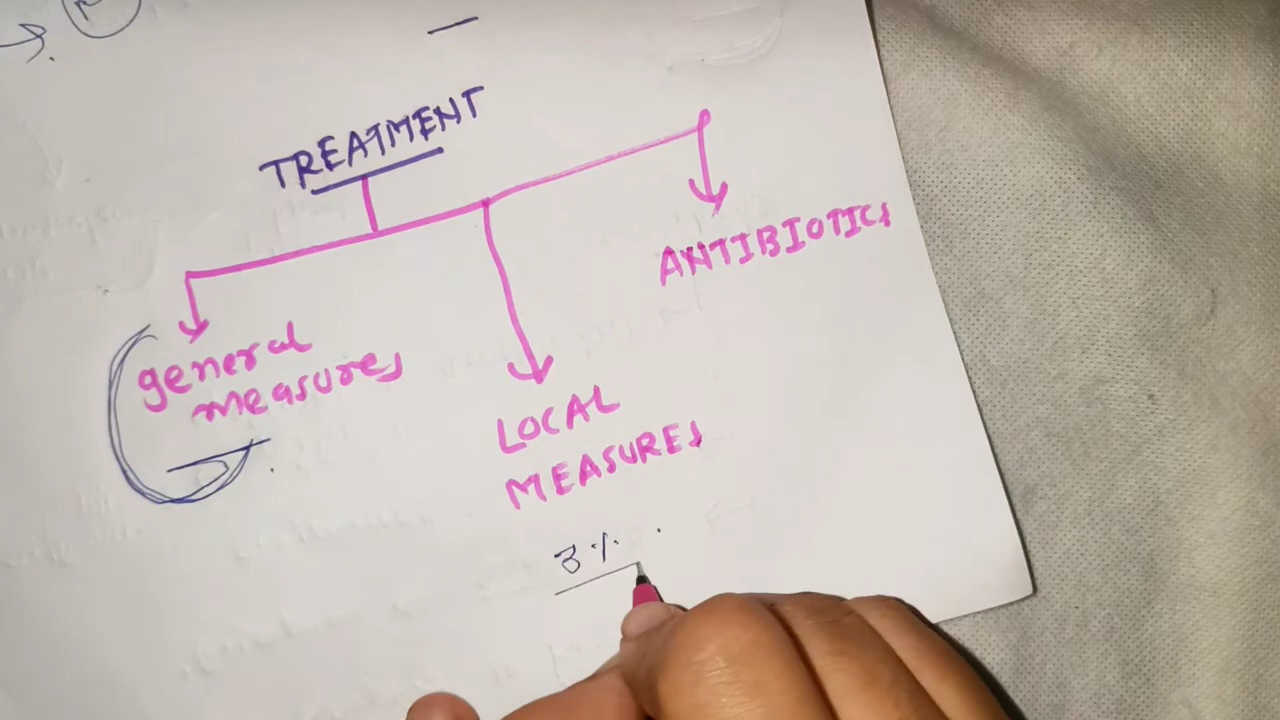 TREATMENT
ANTIBIOTICS
general
measures
LOCAL
MEASURES
3%